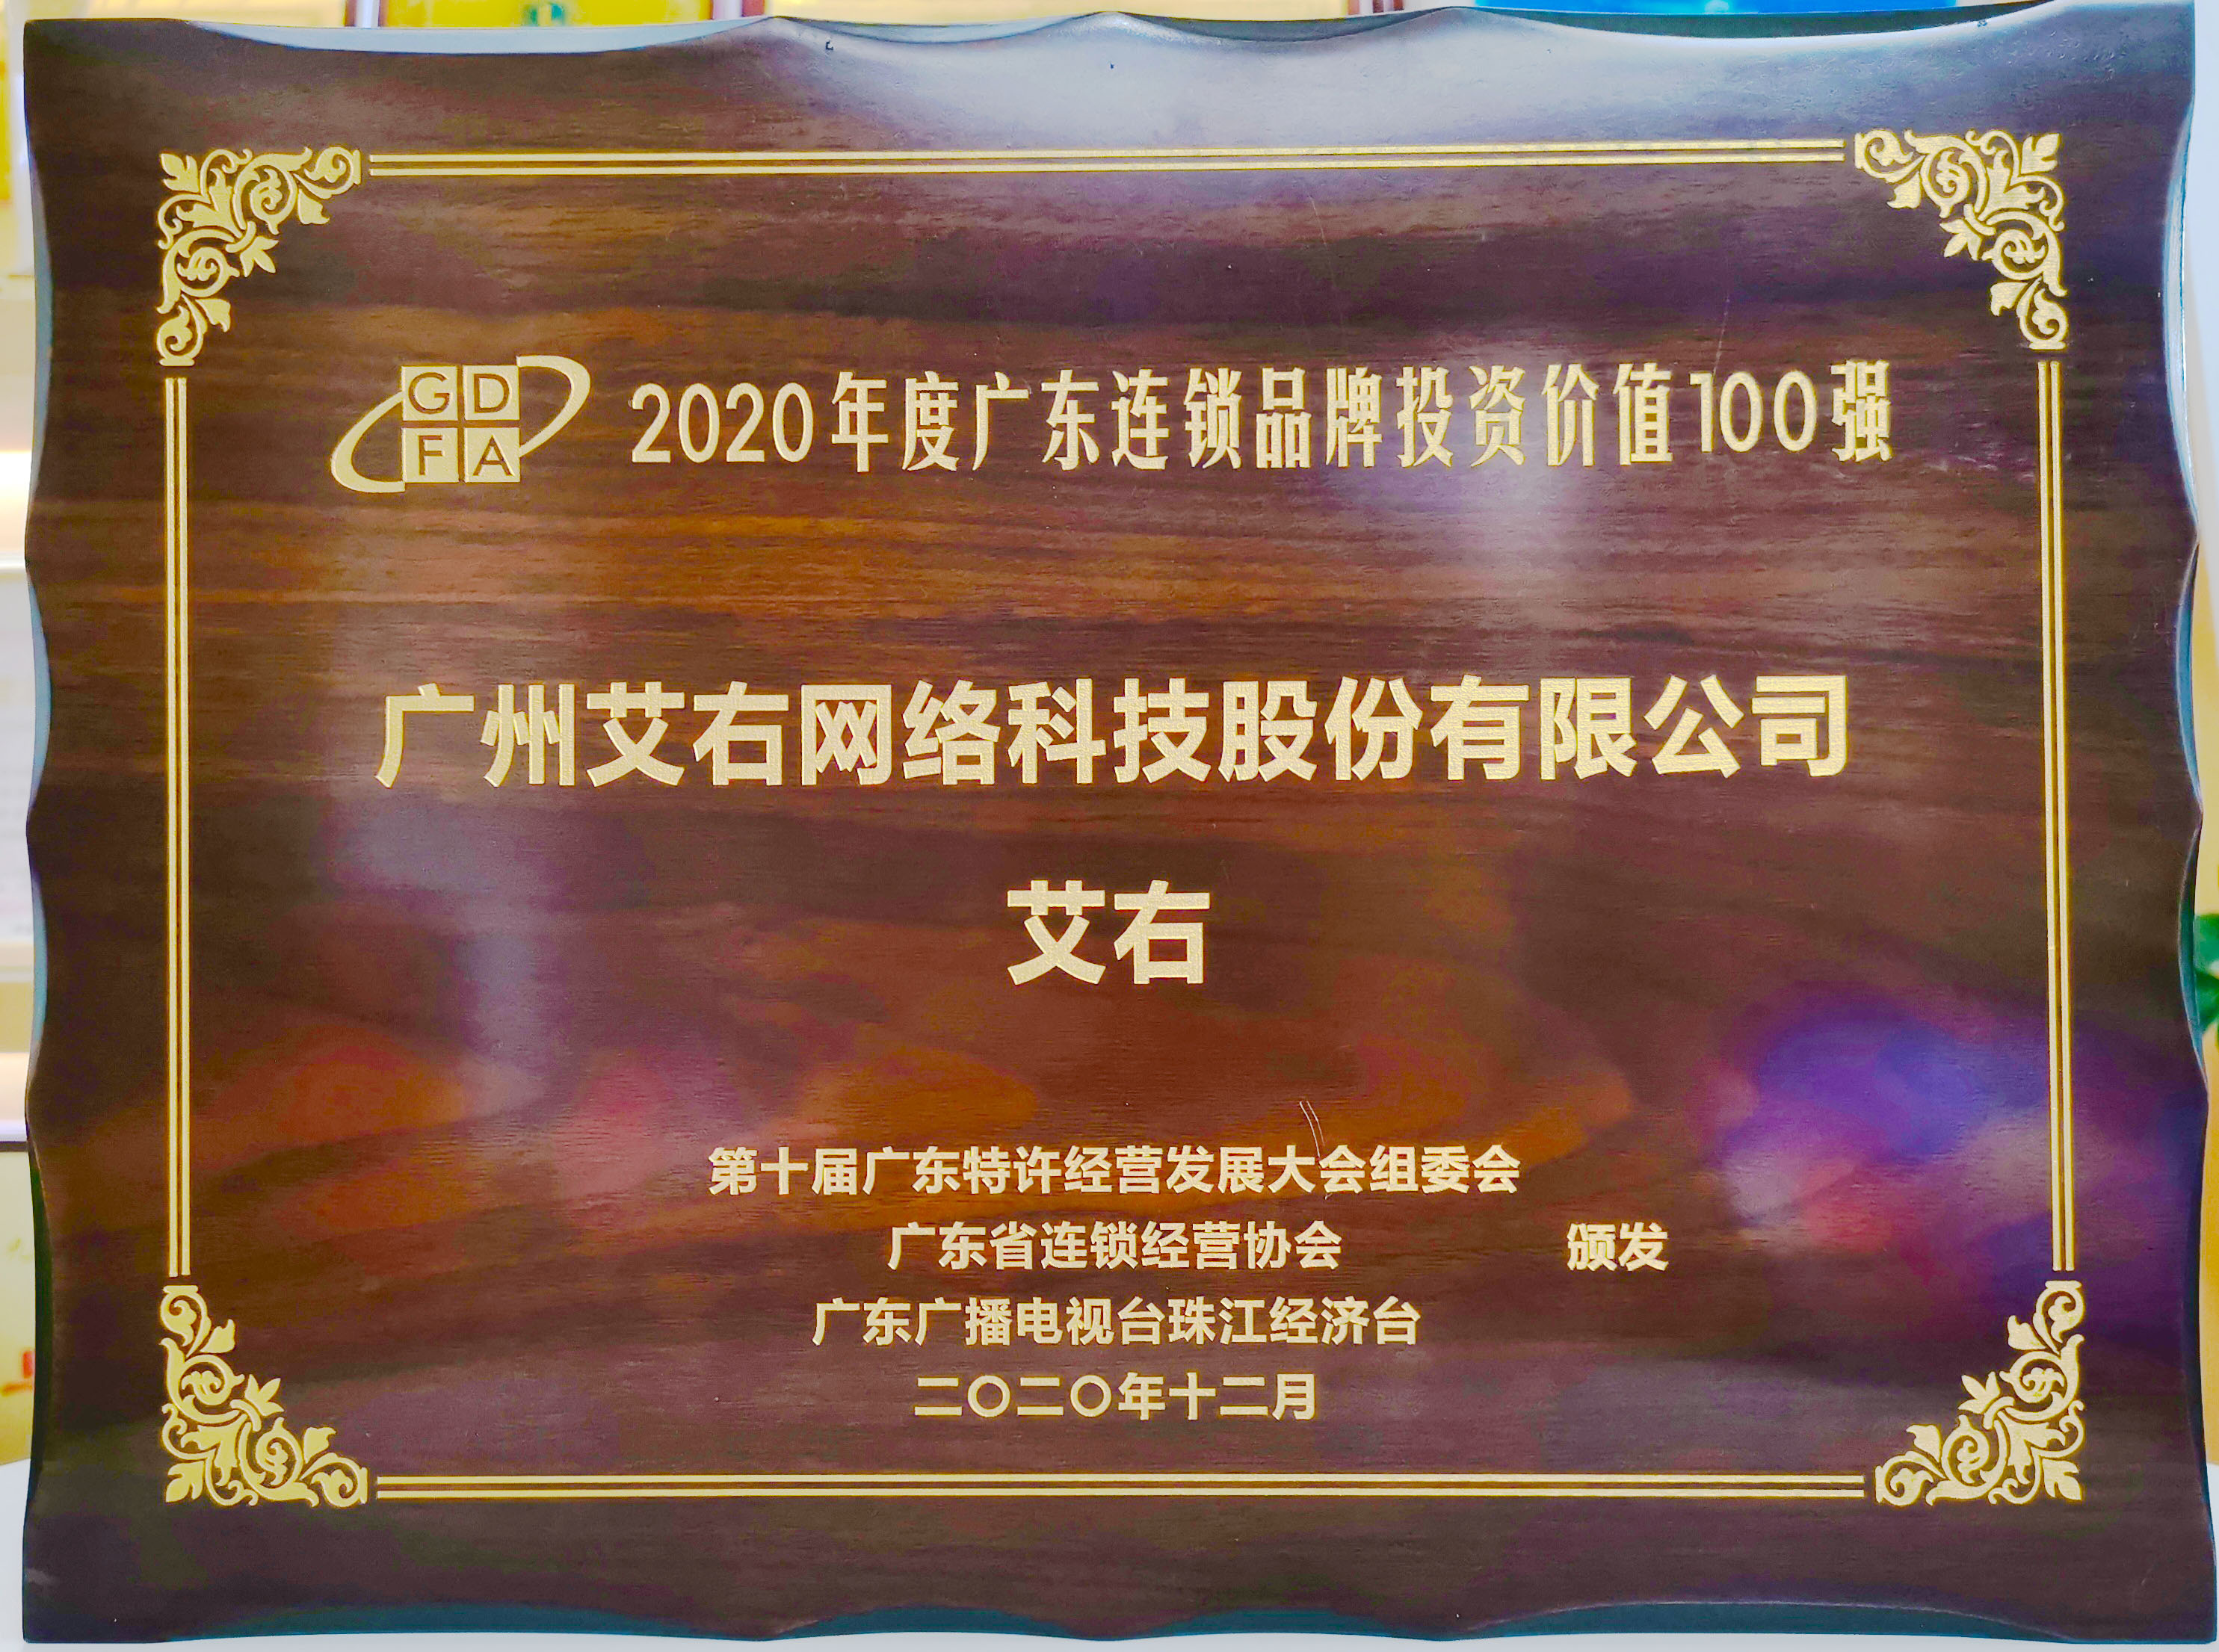 GD
FA
2020年度广东连锁品牌投资价值100强
广州艾右网络科技股份有限公司
艾右
第十届广东特许经营发展大会组委会
广东省连锁经营协会 颁发
广东广播电视台珠江经济台
二〇二〇年十二月